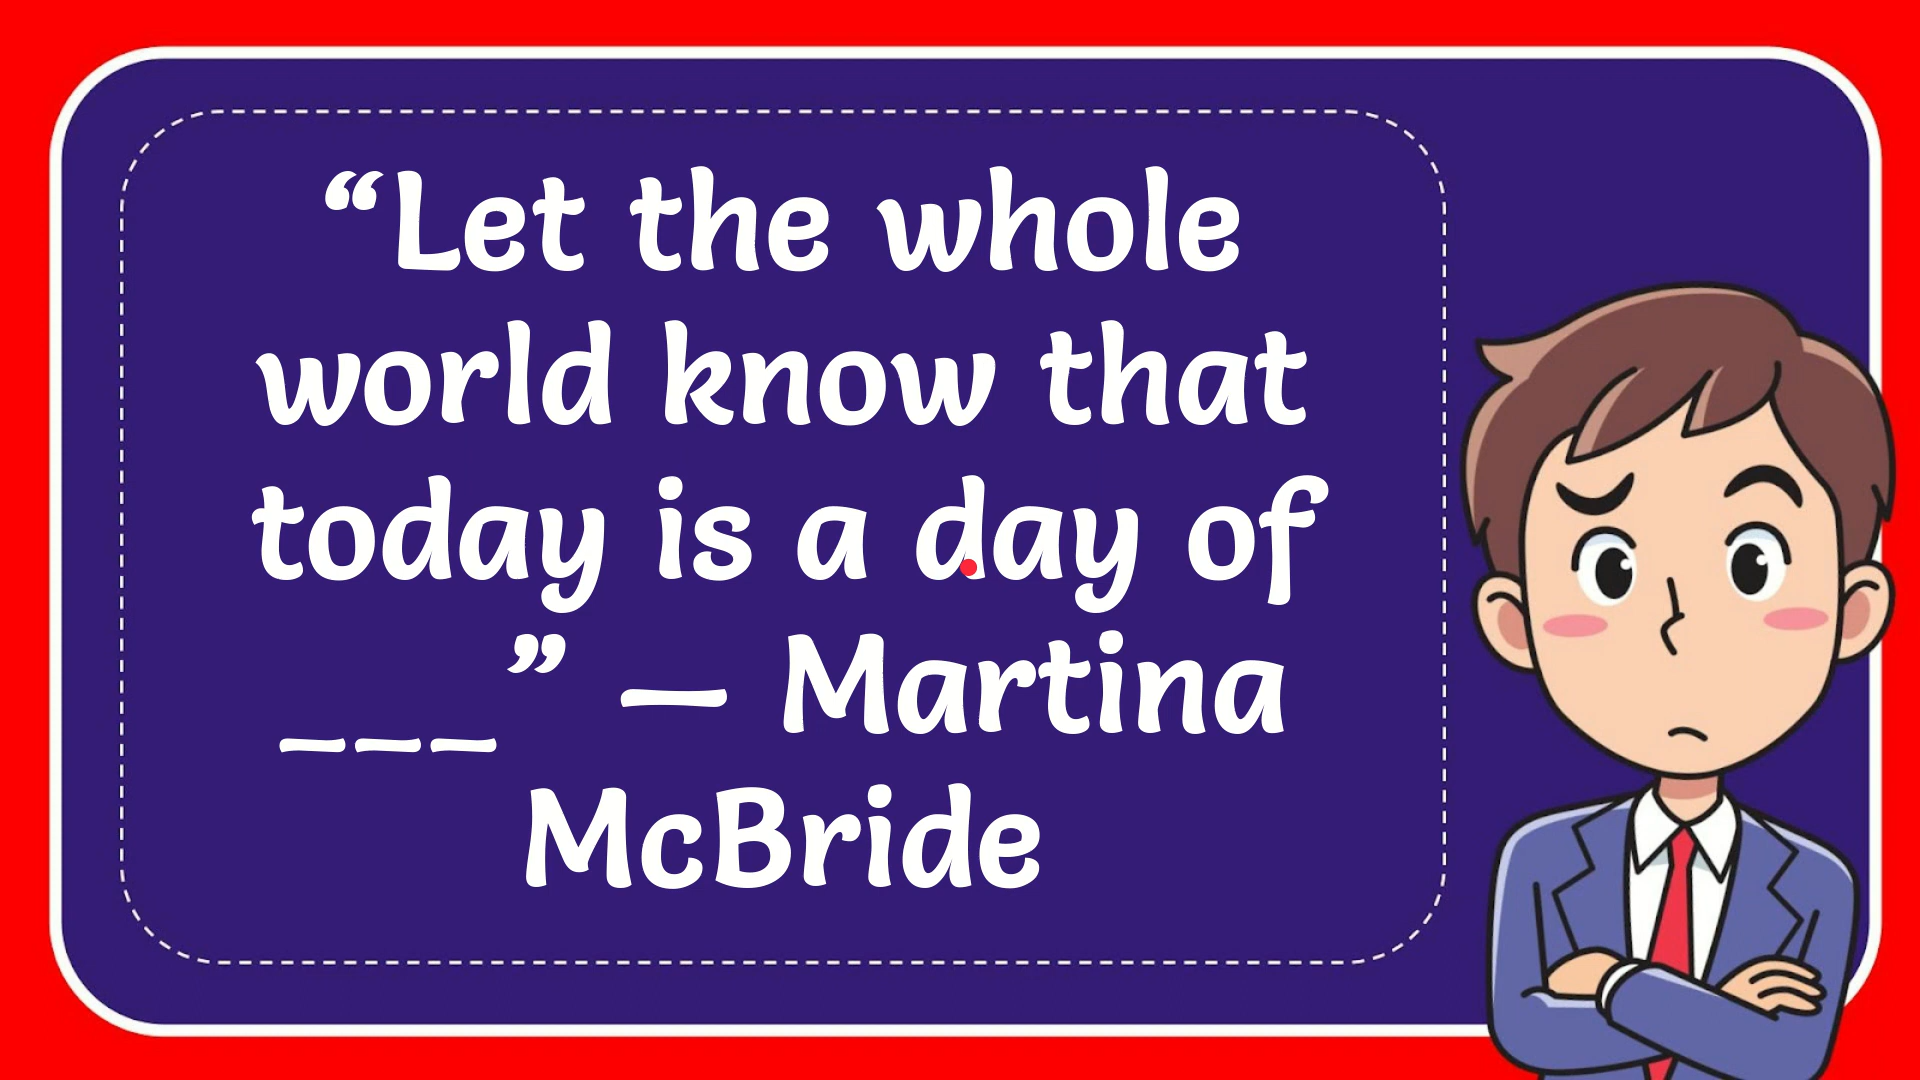 “Let the whole
world know that
today is a day of
___” — Martina
McBride